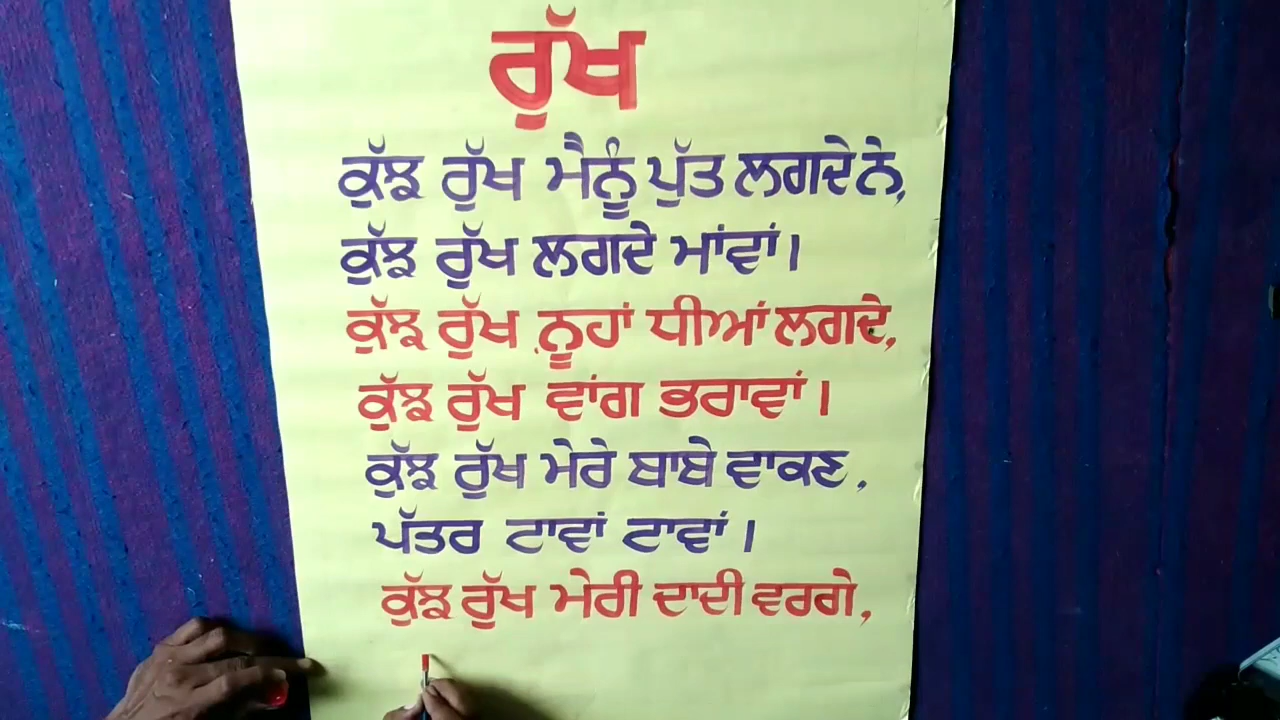 ਰੁੱਖ
ਕੁੱਝ ਰੁੱਖ ਮੈਨੂੰ ਪੁੱਤ ਲਗਦੇ ਨੇ,
ਕੁੱਝ ਰੁੱਖ ਲਗਦੇ ਮਾਂਵਾਂ।
ਕੁੱਝ ਰੁੱਖ ਨੂਹਾਂ ਧੀਆਂ ਲਗਦੇ,
ਕੁੱਝ ਰੁੱਖ ਵਾਂਗ ਭਰਾਵਾਂ।
ਕੁੱਝ ਰੁੱਖ ਮੇਰੇ ਬਾਬੇ ਵਾਕਣ,
ਪੱਤਰ ਟਾਵਾਂ ਟਾਵਾਂ।
ਕੁੱਝ ਰੁੱਖ ਮੇਰੀ ਦਾਦੀ ਵਰਗੇ,